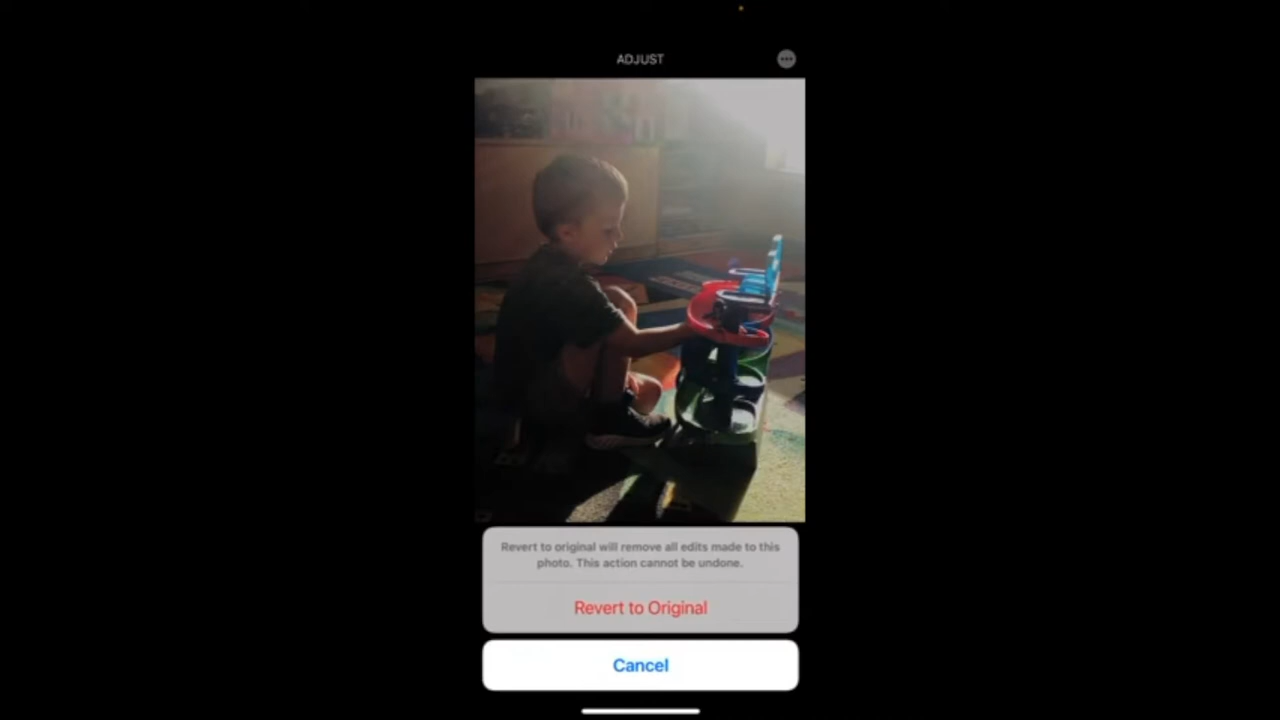 ADJUST
Revert to original will remove all edits made to this
photo. This action cannot be undone.
Revert to Original
Cancel